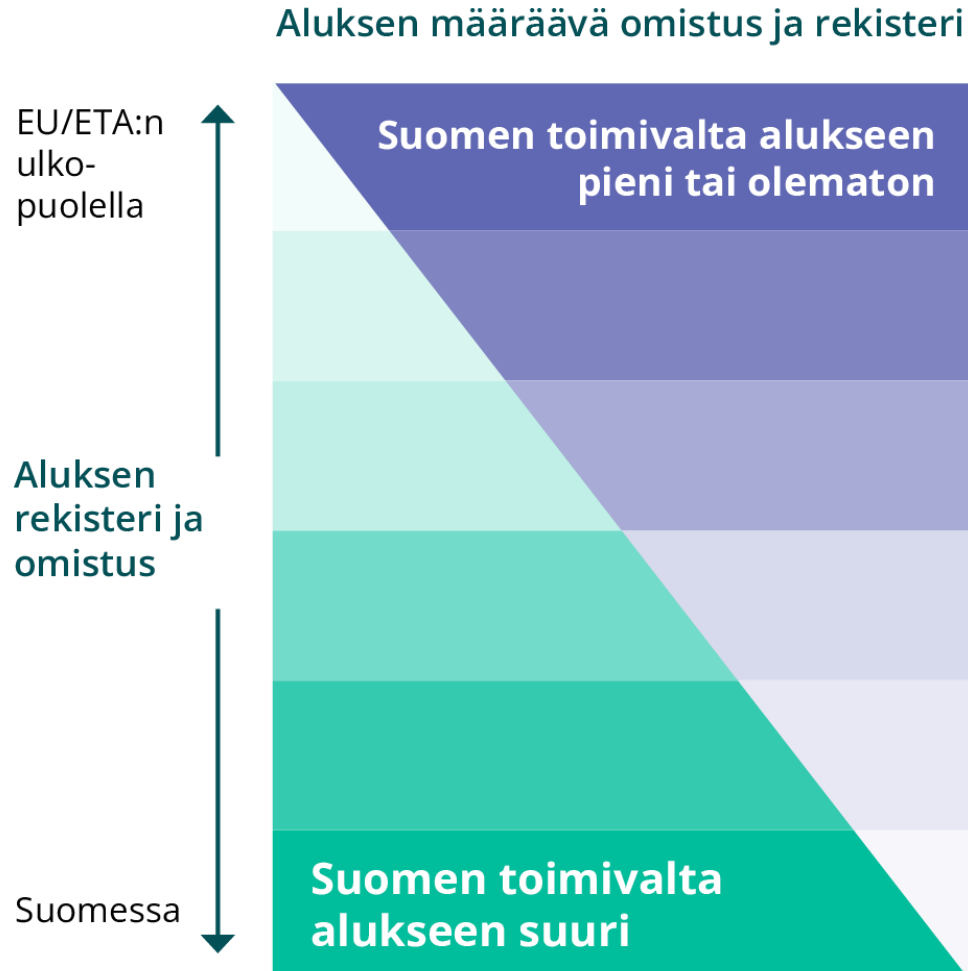 Aluksen määräävä omistus ja rekisteri
EU/ETA:n
ulko-
puolella
Suomen toimivalta alukseen
pieni tai olematon
Aluksen
rekisteri ja
omistus
Suomessa
Suomen toimivalta
alukseen suuri